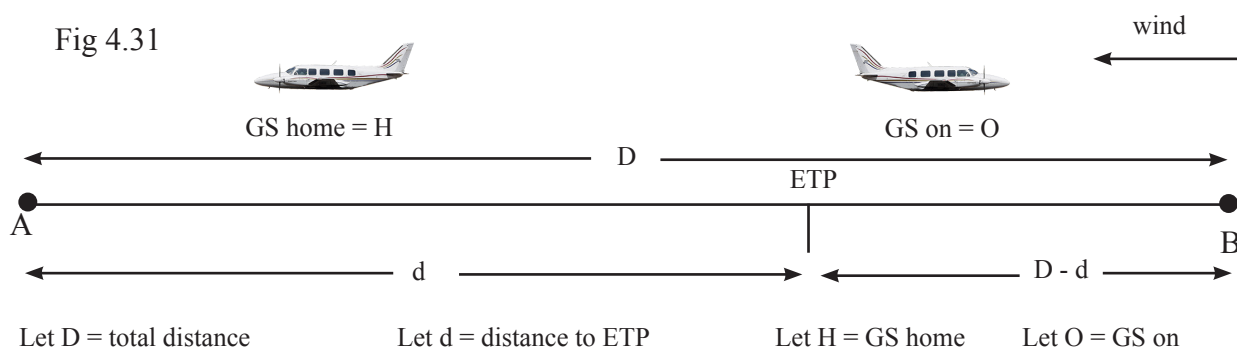 Fig 4.31
wind
GS home = H
GS on = O
D
ETP
A
B
d
D - d
Let D = total distance
Let d = distance to ETP
Let H = GS home
Let O = GS on